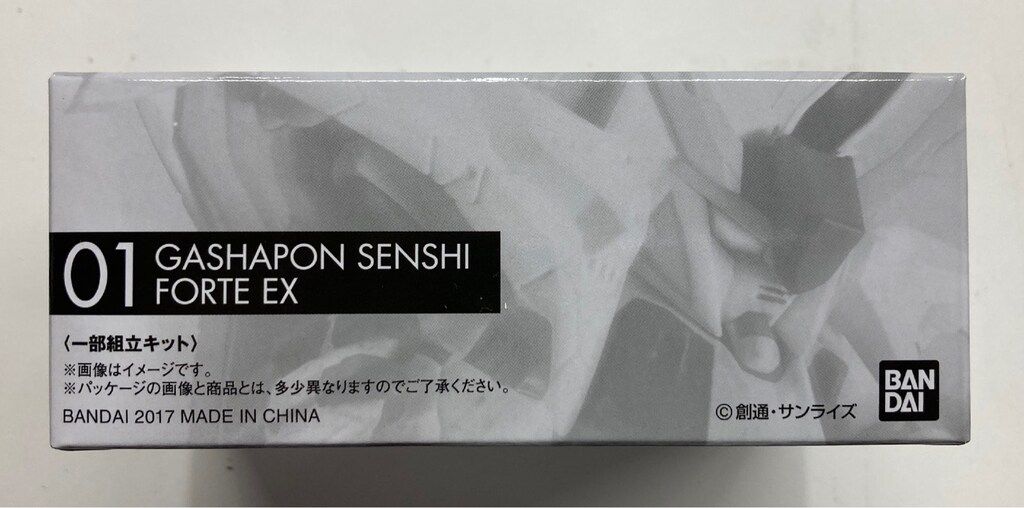 01 GASHAPON SENSHI
FORTE EX
〈一部組立キット〉
※画像はイメージです。
※パッケージの画像と商品とは、多少異なりますのでご了承ください。
BANDAI 2017 MADE IN CHINA
©創通・サンライズ
BAN
DAI